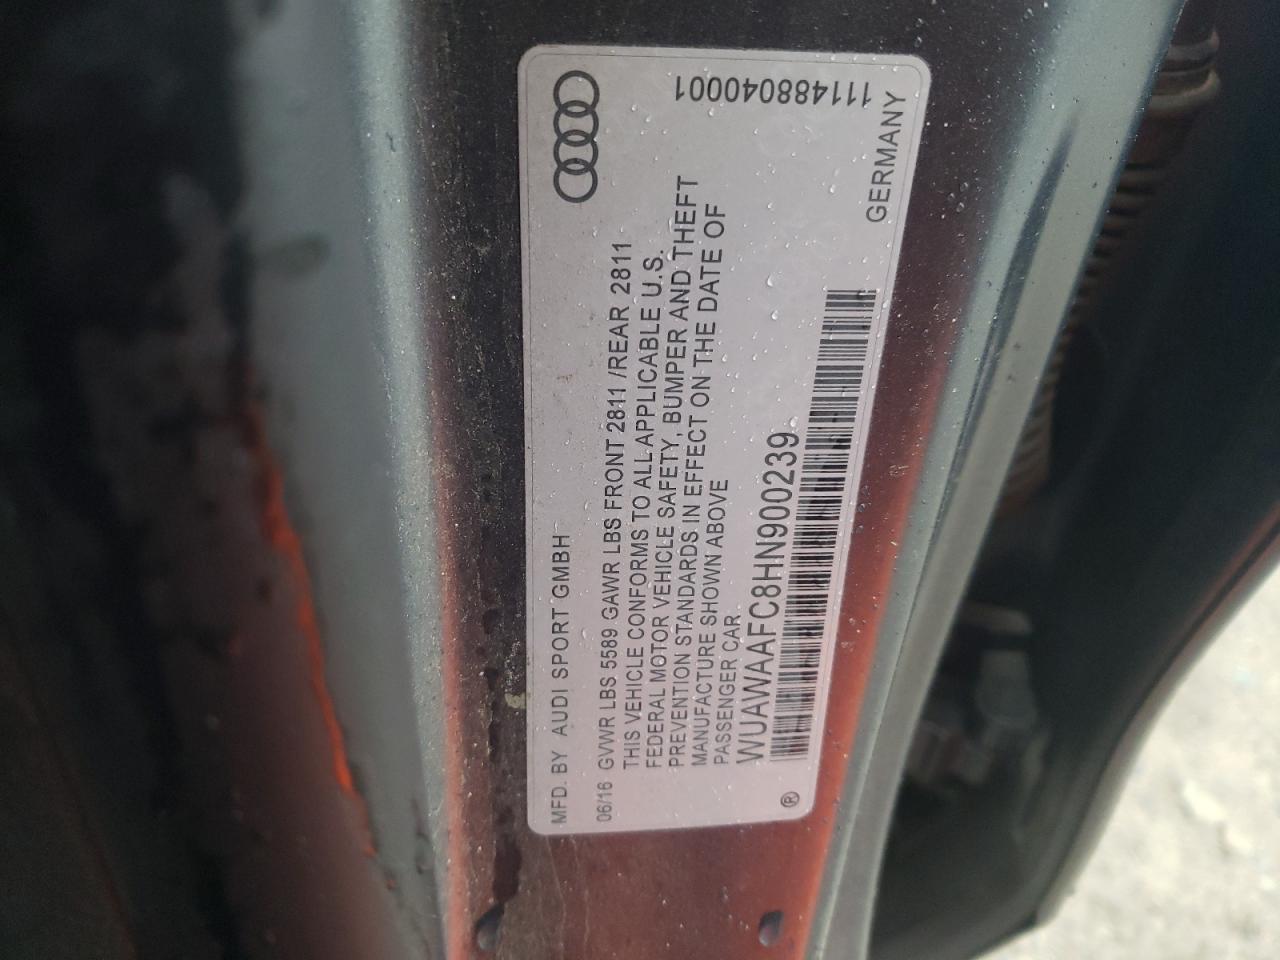 MFD. BY AUDI SPORT GMBH
06/16 GVWR LBS 5589 GAWR LBS FRONT 2811 /REAR 2811
THIS VEHICLE CONFORMS TO ALL APPLICABLE U.S.
FEDERAL MOTOR VEHICLE SAFETY, BUMPER AND THEFT
PREVENTION STANDARDS IN EFFECT ON THE DATE OF
MANUFACTURE SHOWN ABOVE
PASSENGER CAR
WUAWAAFC8HN900239
®
GERMANY
111488040001